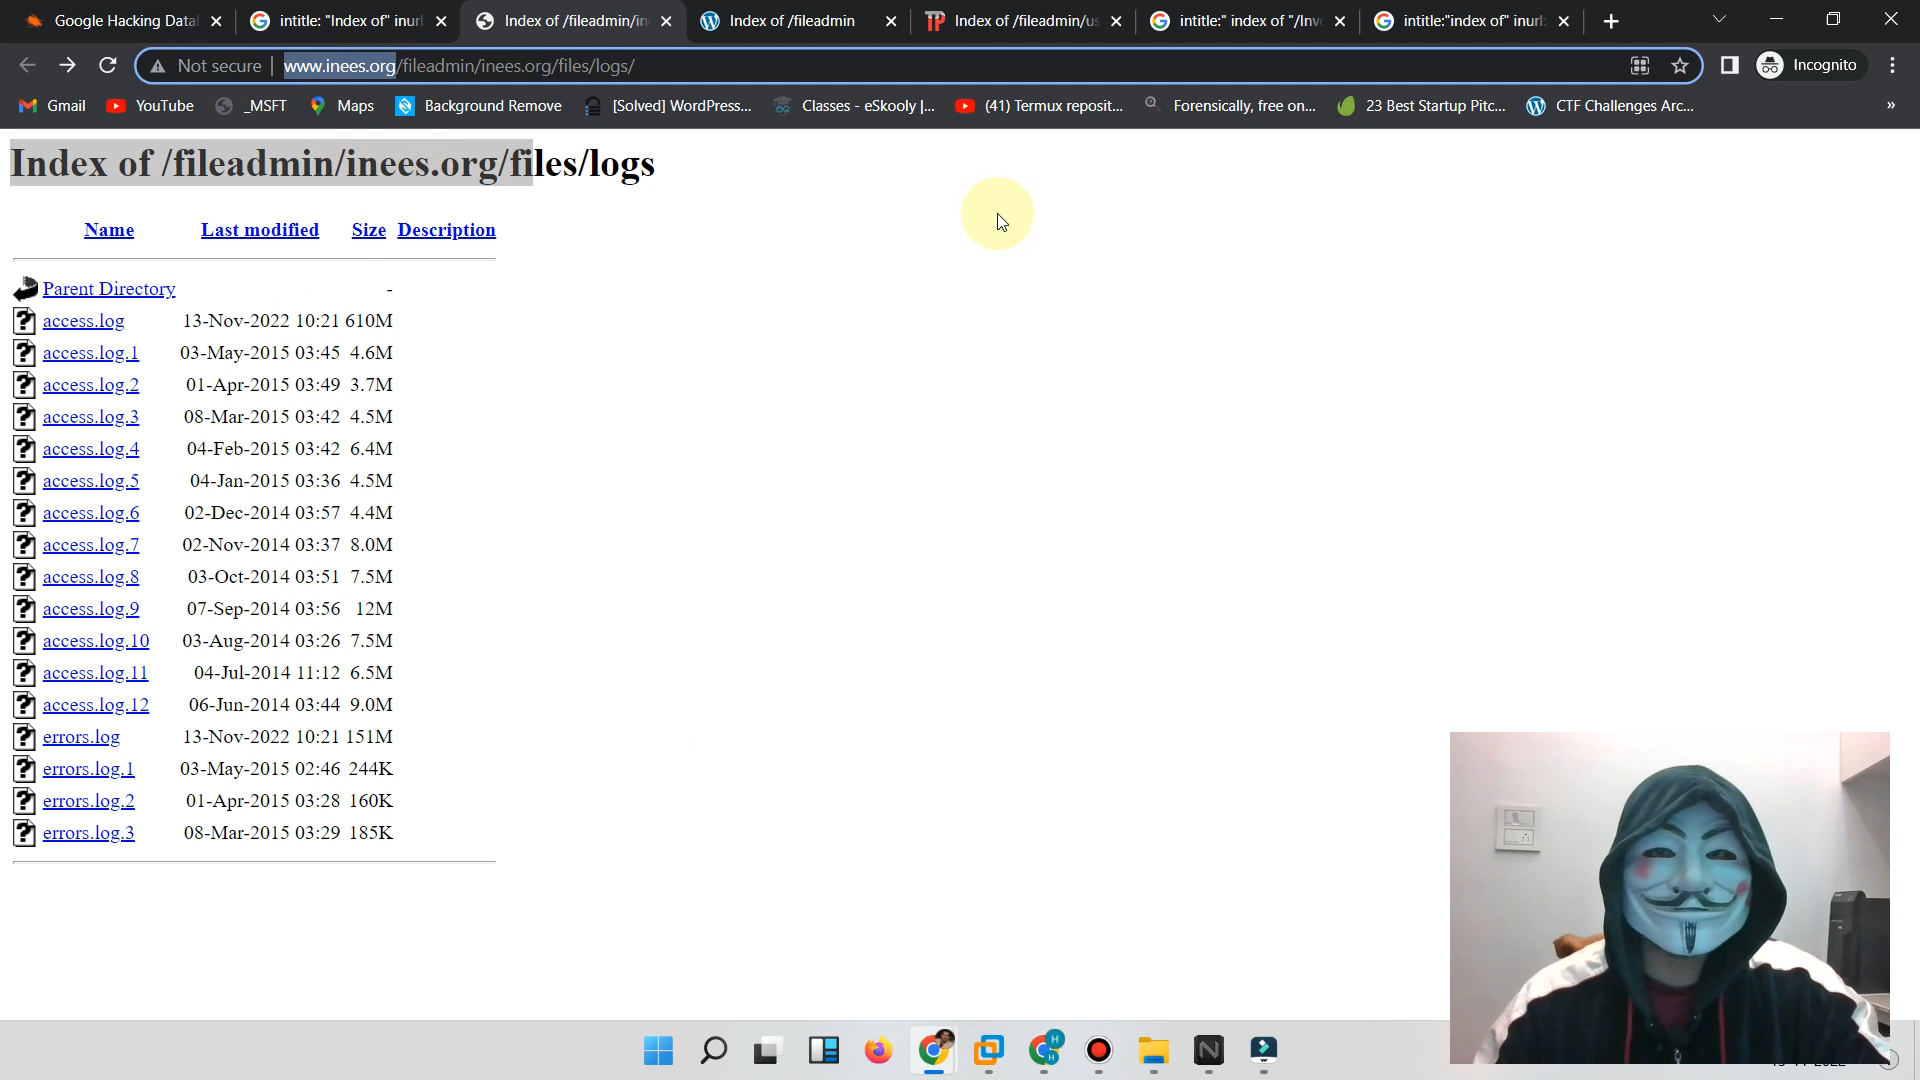 Google Hacking Data
intitle: "Index of" inurl
Index of /fileadmin/in
Index of /fileadmin
Index of /fileadmin/us
intitle:" index of "/Inv
intitle:"index of" inurl:
Not secure
www.inees.org/fileadmin/inees.org/files/logs/
Incognito
Gmail
YouTube
_MSFT
Maps
Background Remove
[Solved] WordPress...
Classes - eSkooly |...
(41) Termux reposit...
Forensically, free on...
23 Best Startup Pitc...
CTF Challenges Arc...
»
Index of /fileadmin/inees.org/files/logs
Name Last modified Size Description
Parent Directory -
access.log 13-Nov-2022 10:21 610M
access.log.1 03-May-2015 03:45 4.6M
access.log.2 01-Apr-2015 03:49 3.7M
access.log.3 08-Mar-2015 03:42 4.5M
access.log.4 04-Feb-2015 03:42 6.4M
access.log.5 04-Jan-2015 03:36 4.5M
access.log.6 02-Dec-2014 03:57 4.4M
access.log.7 02-Nov-2014 03:37 8.0M
access.log.8 03-Oct-2014 03:51 7.5M
access.log.9 07-Sep-2014 03:56 12M
access.log.10 03-Aug-2014 03:26 7.5M
access.log.11 04-Jul-2014 11:12 6.5M
access.log.12 06-Jun-2014 03:44 9.0M
errors.log 13-Nov-2022 10:21 151M
errors.log.1 03-May-2015 02:46 244K
errors.log.2 01-Apr-2015 03:28 160K
errors.log.3 08-Mar-2015 03:29 185K